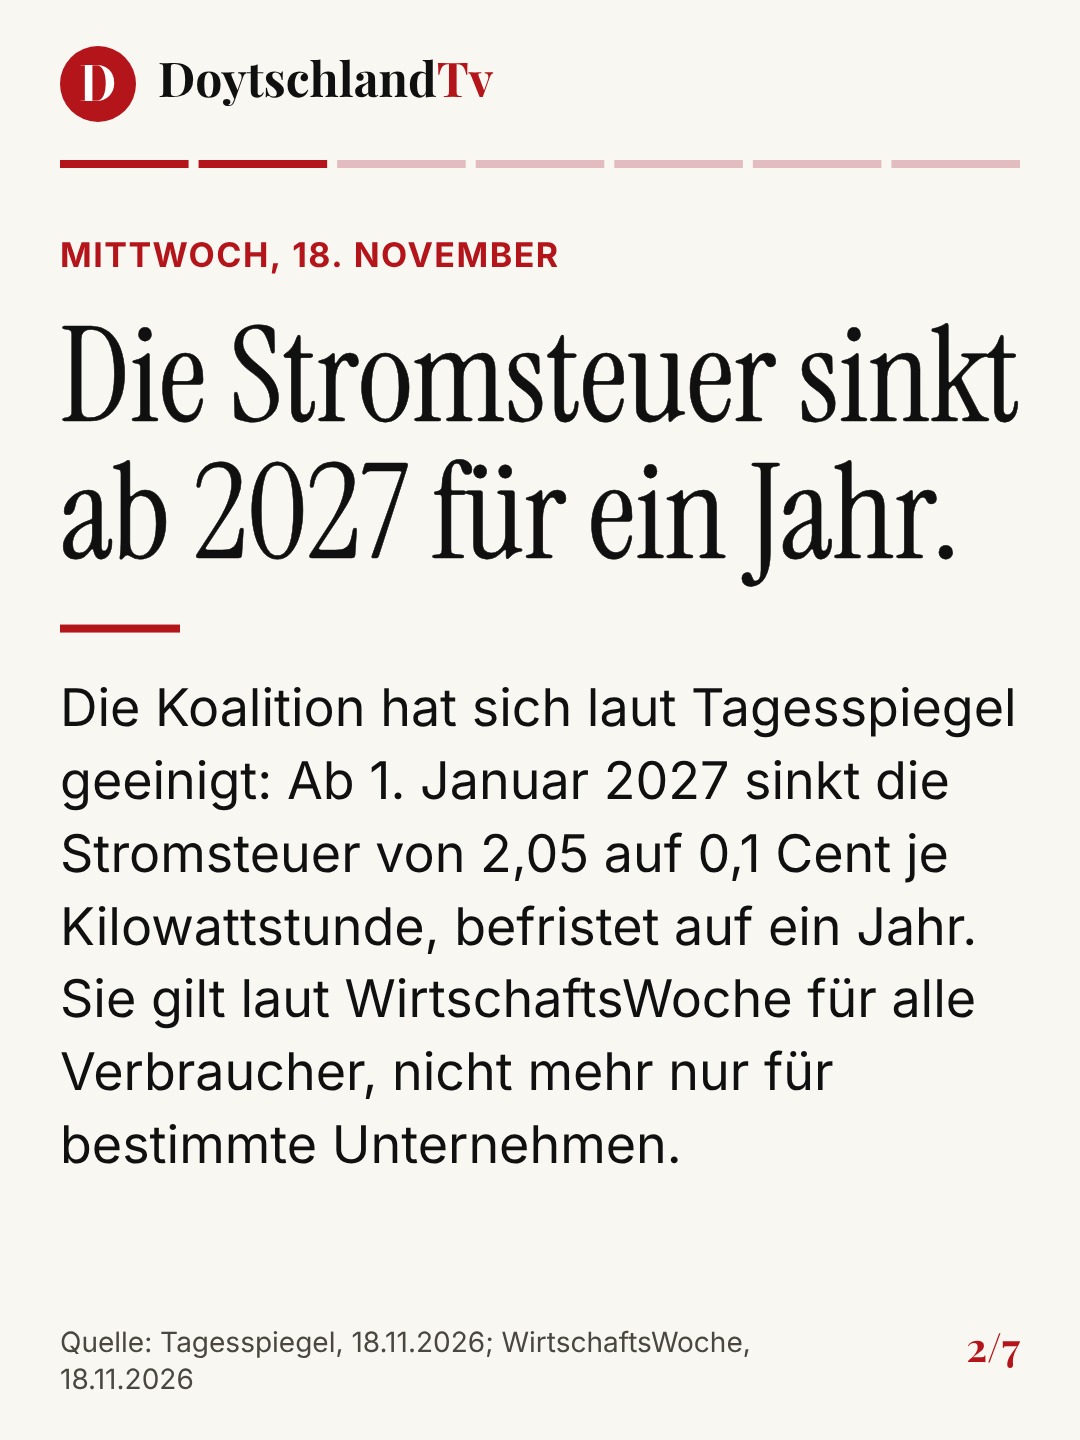 D DoytschlandTv
MITTWOCH, 18. NOVEMBER
Die Stromsteuer sinkt
ab 2027 für ein Jahr.
Die Koalition hat sich laut Tagesspiegel
geeinigt: Ab 1. Januar 2027 sinkt die
Stromsteuer von 2,05 auf 0,1 Cent je
Kilowattstunde, befristet auf ein Jahr.
Sie gilt laut WirtschaftsWoche für alle
Verbraucher, nicht mehr nur für
bestimmte Unternehmen.
Quelle: Tagesspiegel, 18.11.2026; WirtschaftsWoche,
18.11.2026
2/7